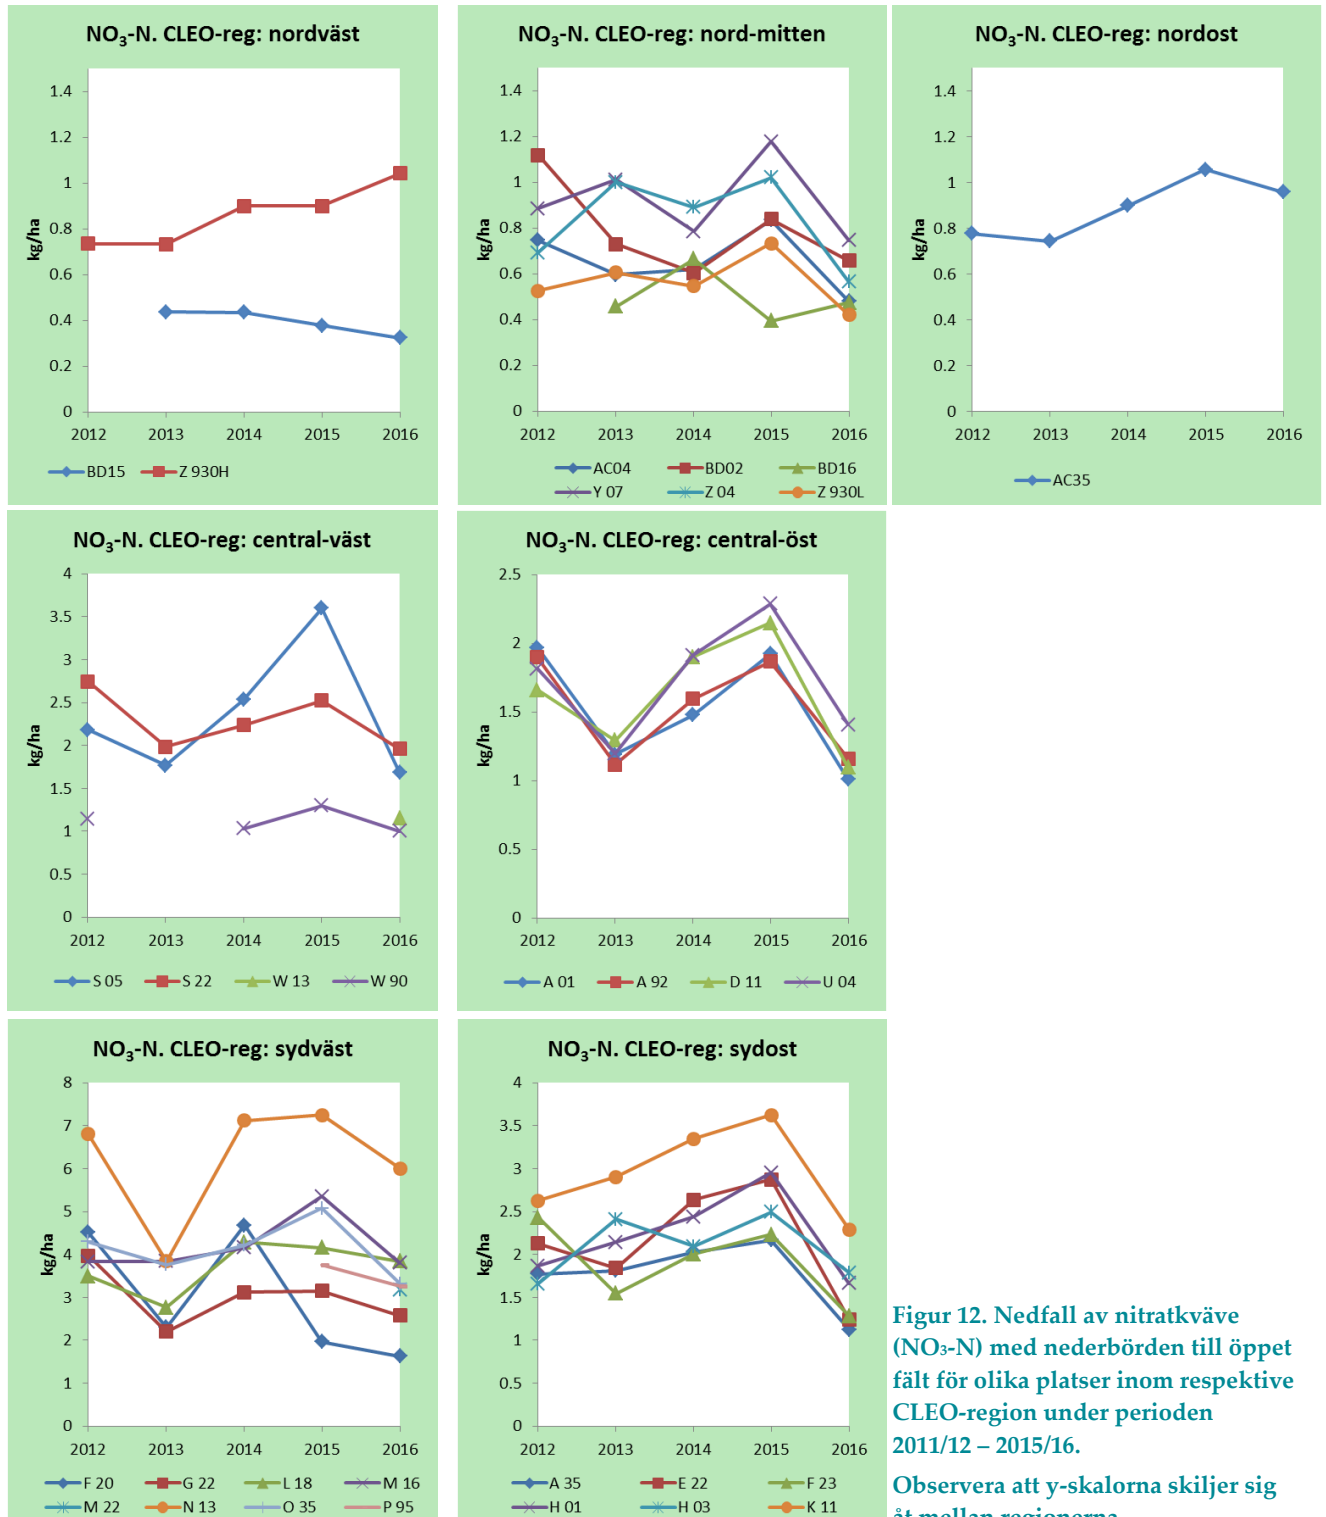 NO3-N. CLEO-reg: nordväst
kg/ha
1.4
1.2
1
0.8
0.6
0.4
0.2
0
2012 2013 2014 2015 2016
BD15 Z 930H
NO3-N. CLEO-reg: nord-mitten
kg/ha
1.4
1.2
1
0.8
0.6
0.4
0.2
0
2012 2013 2014 2015 2016
AC04 BD02 BD16
Y 07 Z 04 Z 930L
NO3-N. CLEO-reg: nordost
kg/ha
1.4
1.2
1
0.8
0.6
0.4
0.2
0
2012 2013 2014 2015 2016
AC35
NO3-N. CLEO-reg: central-väst
kg/ha
4
3.5
3
2.5
2
1.5
1
0.5
0
2012 2013 2014 2015 2016
S 05 S 22 W 13 W 90
NO3-N. CLEO-reg: central-öst
kg/ha
2.5
2
1.5
1
0.5
0
2012 2013 2014 2015 2016
A 01 A 92 D 11 U 04
NO3-N. CLEO-reg: sydväst
kg/ha
8
7
6
5
4
3
2
1
0
2012 2013 2014 2015 2016
F 20 G 22 L 18 M 16
M 22 N 13 O 35 P 95
NO3-N. CLEO-reg: sydost
kg/ha
4
3.5
3
2.5
2
1.5
1
0.5
0
2012 2013 2014 2015 2016
A 35 E 22 F 23
H 01 H 03 K 11
Figur 12. Nedfall av nitratkväve
(NO3-N) med nederbörden till öppet
fält för olika platser inom respektive
CLEO-region under perioden
2011/12 – 2015/16.
Observera att y-skalorna skiljer sig
åt mellan regionerna